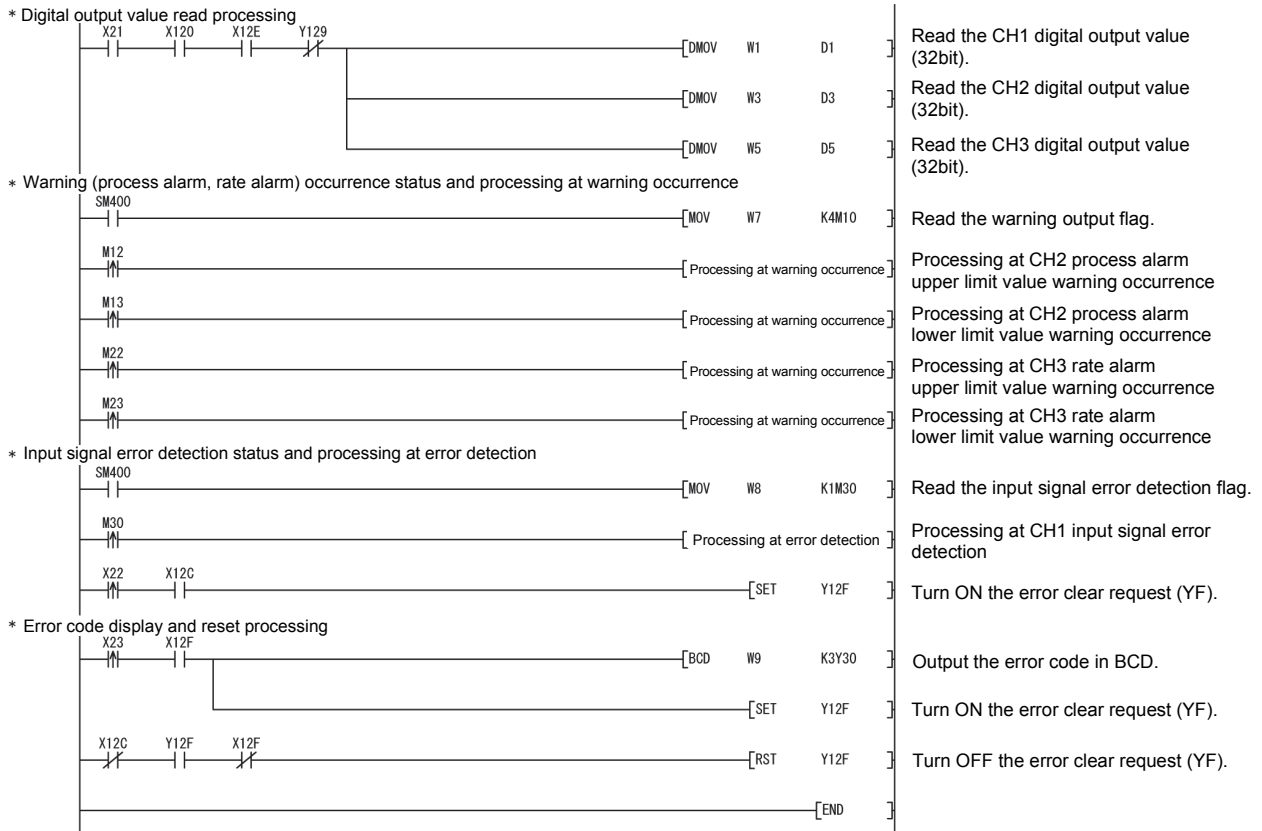 * Digital output value read processing
X21 X120 X12E Y129
DMOV W1 D1
Read the CH1 digital output value
(32bit).
DMOV W3 D3
Read the CH2 digital output value
(32bit).
DMOV W5 D5
Read the CH3 digital output value
(32bit).
* Warning (process alarm, rate alarm) occurrence status and processing at warning occurrence
SM400
MOV W7 K4M10
Read the warning output flag.
M12
Processing at warning occurrence
Processing at CH2 process alarm
upper limit value warning occurrence
M13
Processing at warning occurrence
Processing at CH2 process alarm
lower limit value warning occurrence
M22
Processing at warning occurrence
Processing at CH3 rate alarm
upper limit value warning occurrence
M23
Processing at warning occurrence
Processing at CH3 rate alarm
lower limit value warning occurrence
* Input signal error detection status and processing at error detection
SM400
MOV W8 K1M30
Read the input signal error detection flag.
M30
Processing at error detection
Processing at CH1 input signal error
detection
X22 X12C
SET Y12F
Turn ON the error clear request (YF).
* Error code display and reset processing
X23 X12F
BCD W9 K3Y30
Output the error code in BCD.
SET Y12F
Turn ON the error clear request (YF).
X12C Y12F X12F
RST Y12F
Turn OFF the error clear request (YF).
END